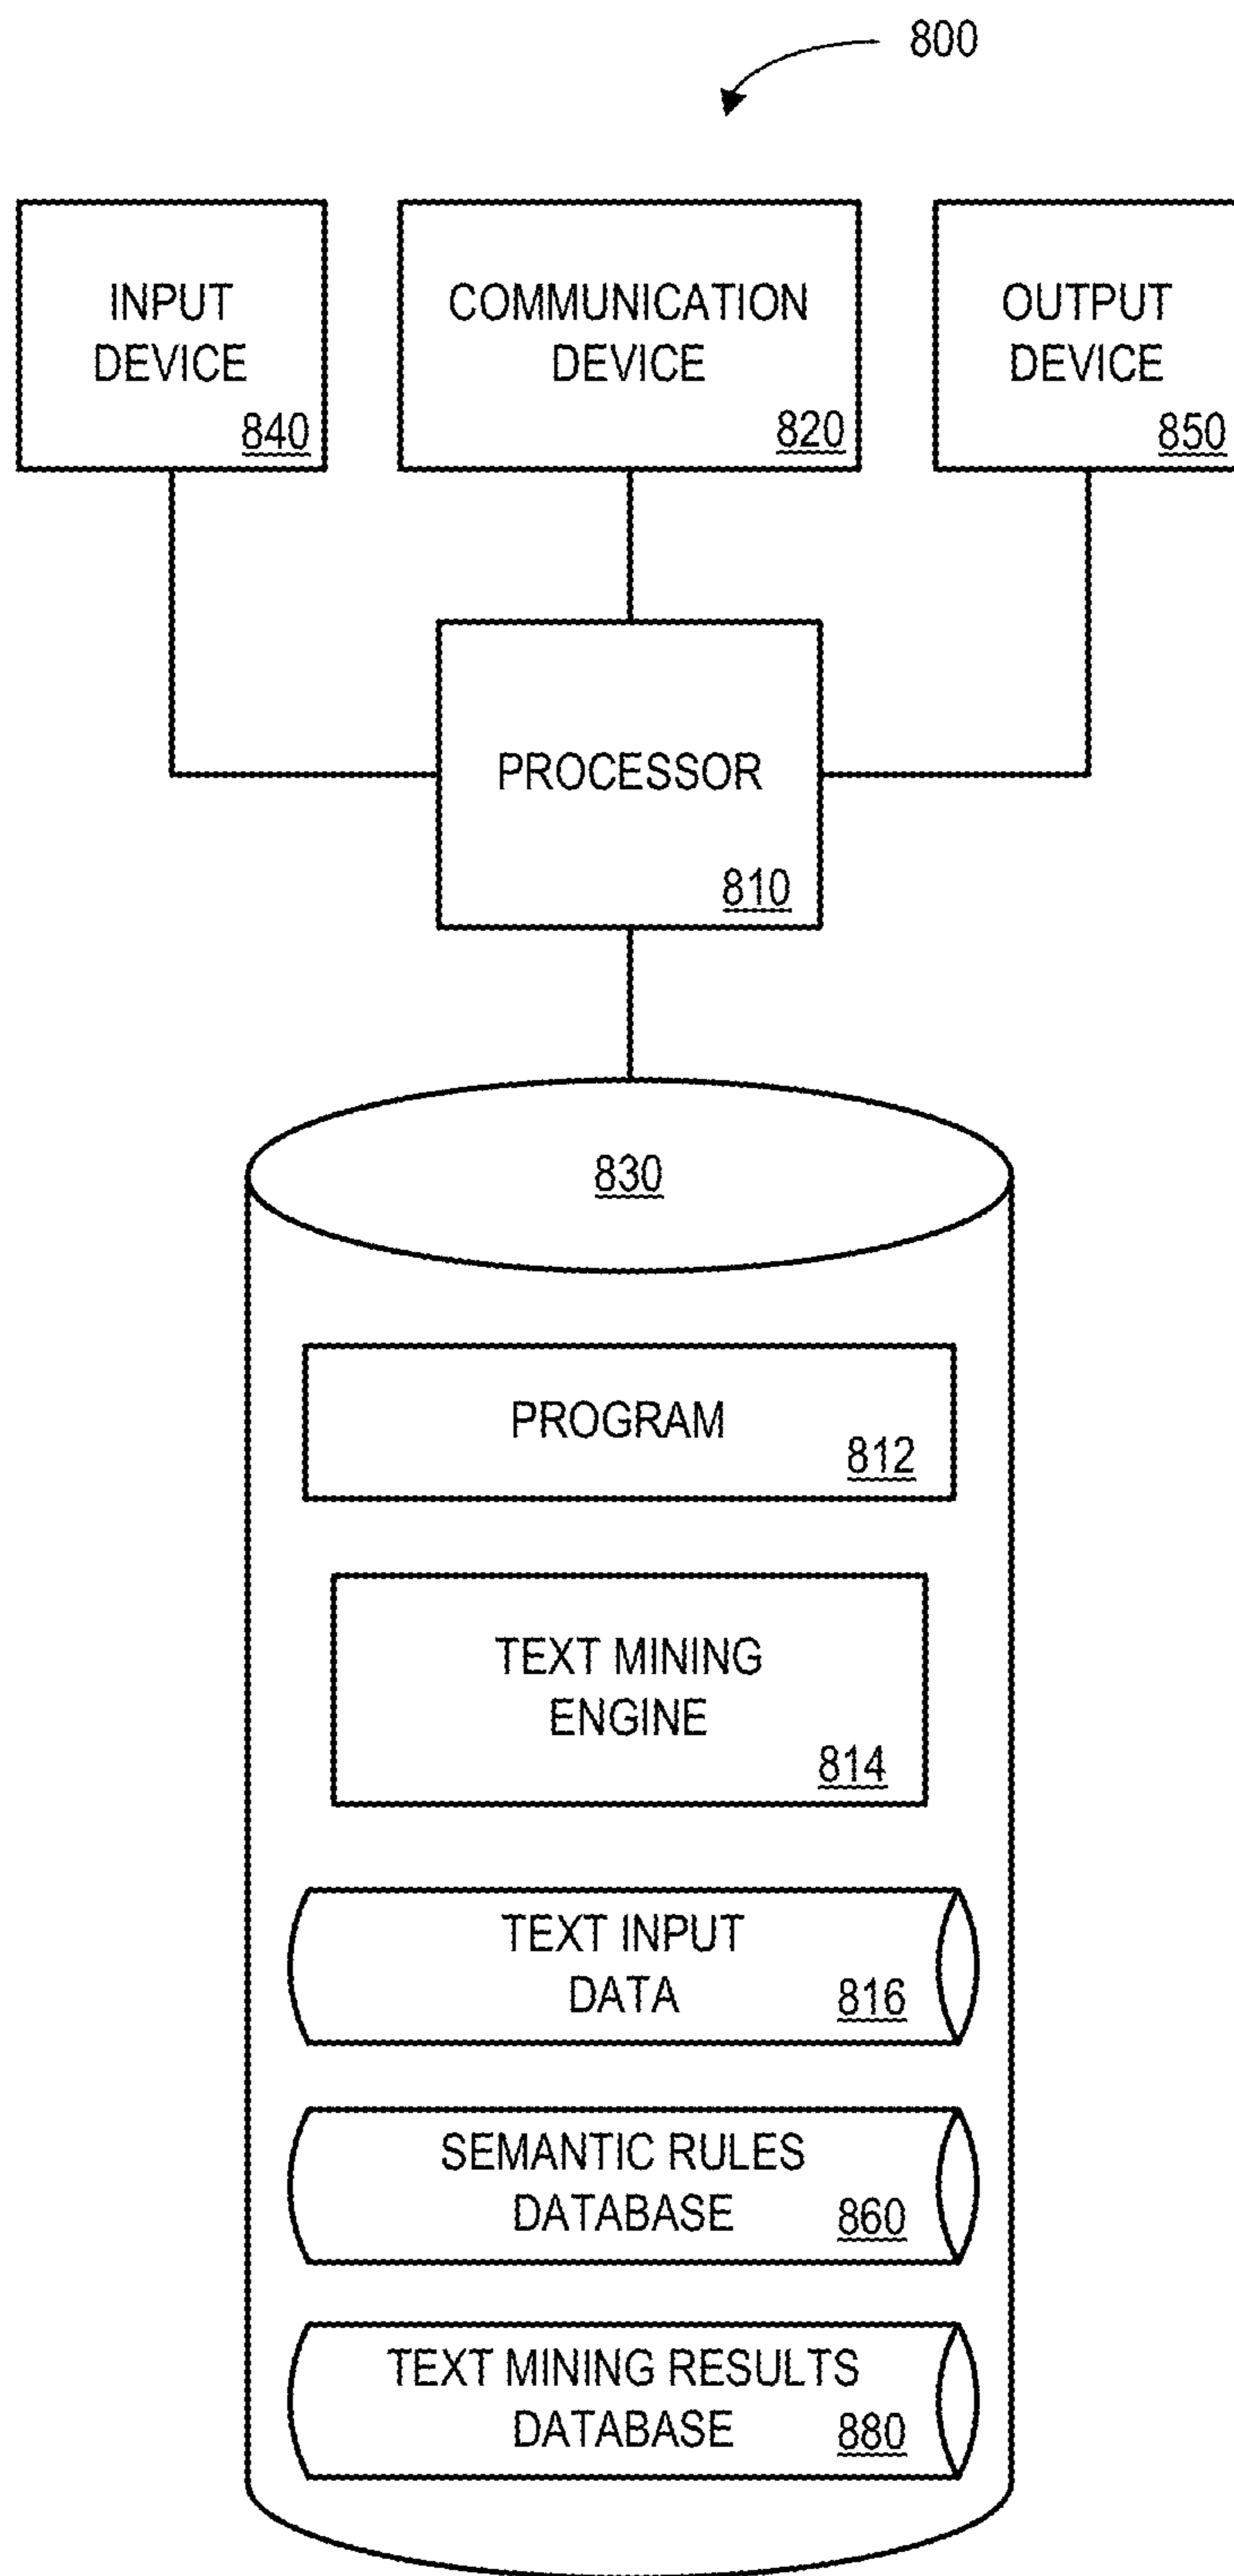 800
INPUT
DEVICE
840
COMMUNICATION
DEVICE
820
OUTPUT
DEVICE
850
PROCESSOR
810
830
PROGRAM
812
TEXT MINING
ENGINE
814
TEXT INPUT
DATA
816
SEMANTIC RULES
DATABASE
860
TEXT MINING RESULTS
DATABASE
880